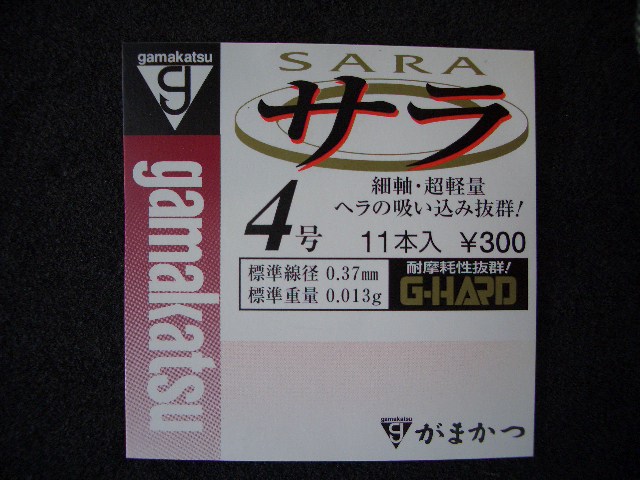 gamakatsu
SARA
サラ
細軸・超軽量
ヘラの吸い込み抜群!
4号
11本入 ¥300
標準線径 0.37mm
標準重量 0.013g
耐摩耗性抜群!
G-HARD
gamakatsu
gamakatsu
がまかつ